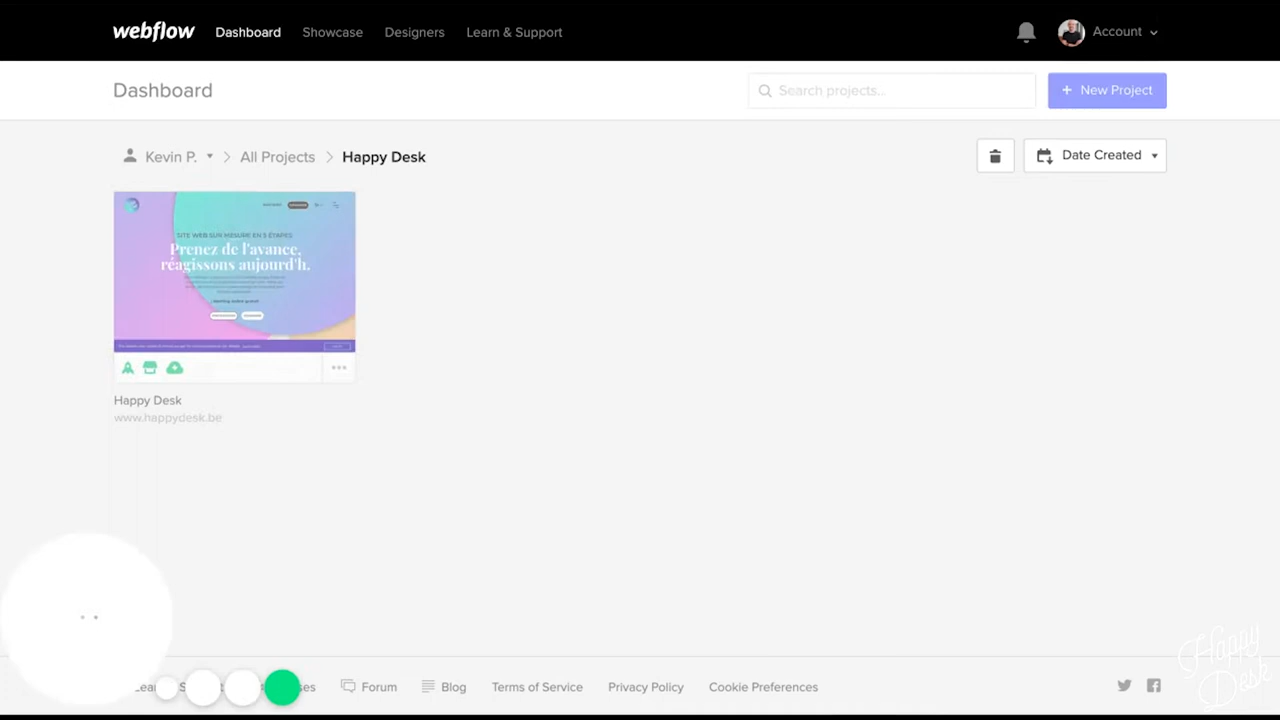 webflow Dashboard Showcase Designers Learn & Support Account
Dashboard Search projects... + New Project
Kevin P. All Projects Happy Desk Date Created
SITE WEB SUR MESURE EN 5 ÉTAPES
Prenez de l'avance,
réagissons aujourd'h.
Happy Desk
www.happydesk.be
Forum Blog Terms of Service Privacy Policy Cookie Preferences
Happy
Desk